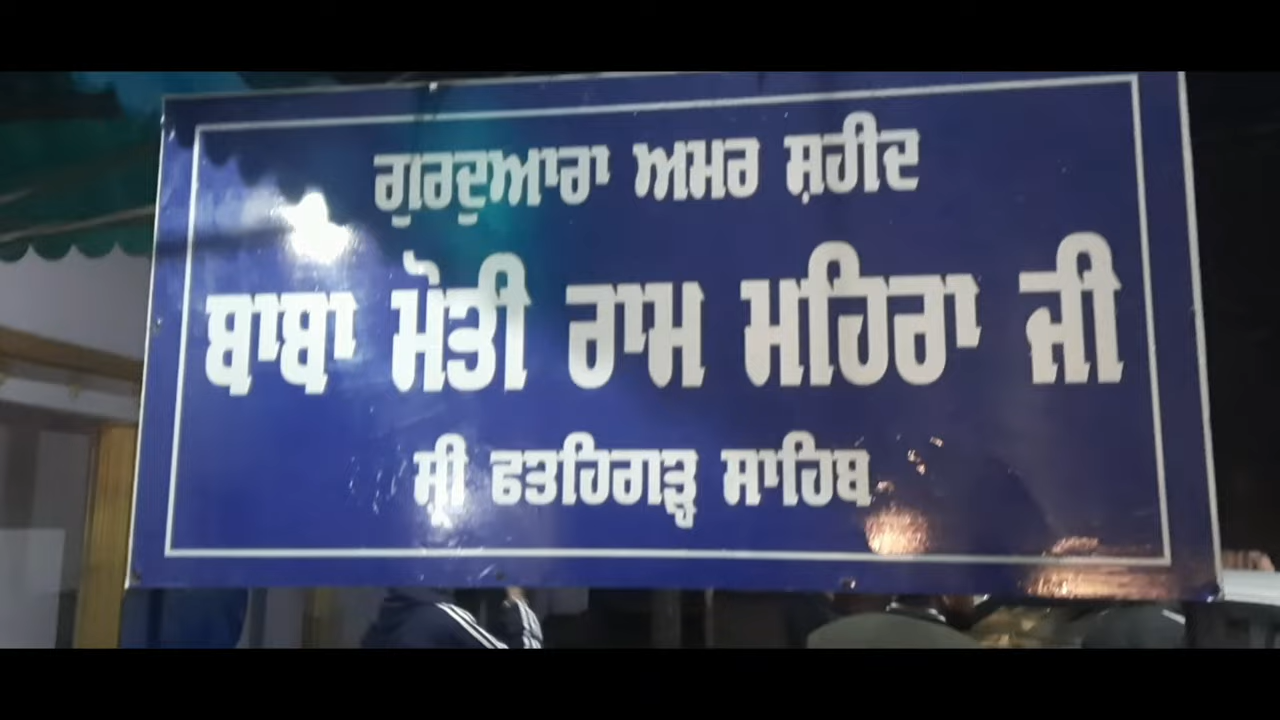 ਗੁਰਦੁਆਰਾ ਅਮਰ ਸ਼ਹੀਦ
ਬਾਬਾ ਮੋਤੀ ਰਾਮ ਮਹਿਰਾ ਜੀ
ਸ਼੍ਰੀ ਫਤਹਿਗੜ੍ਹ ਸਾਹਿਬ